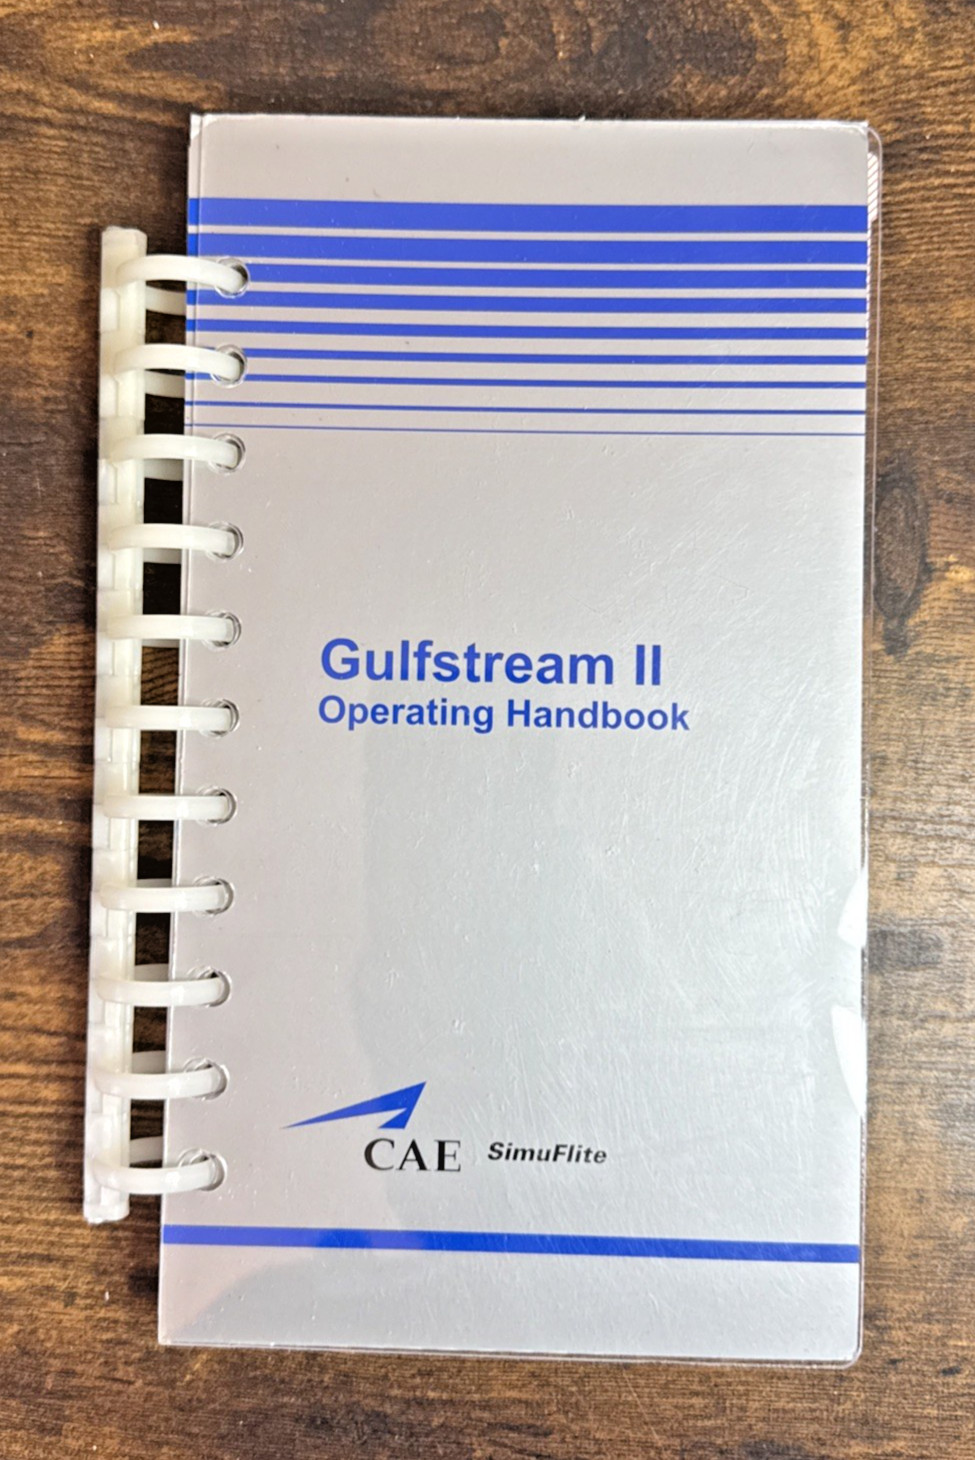 Gulfstream II
Operating Handbook
CAE SimuFlite